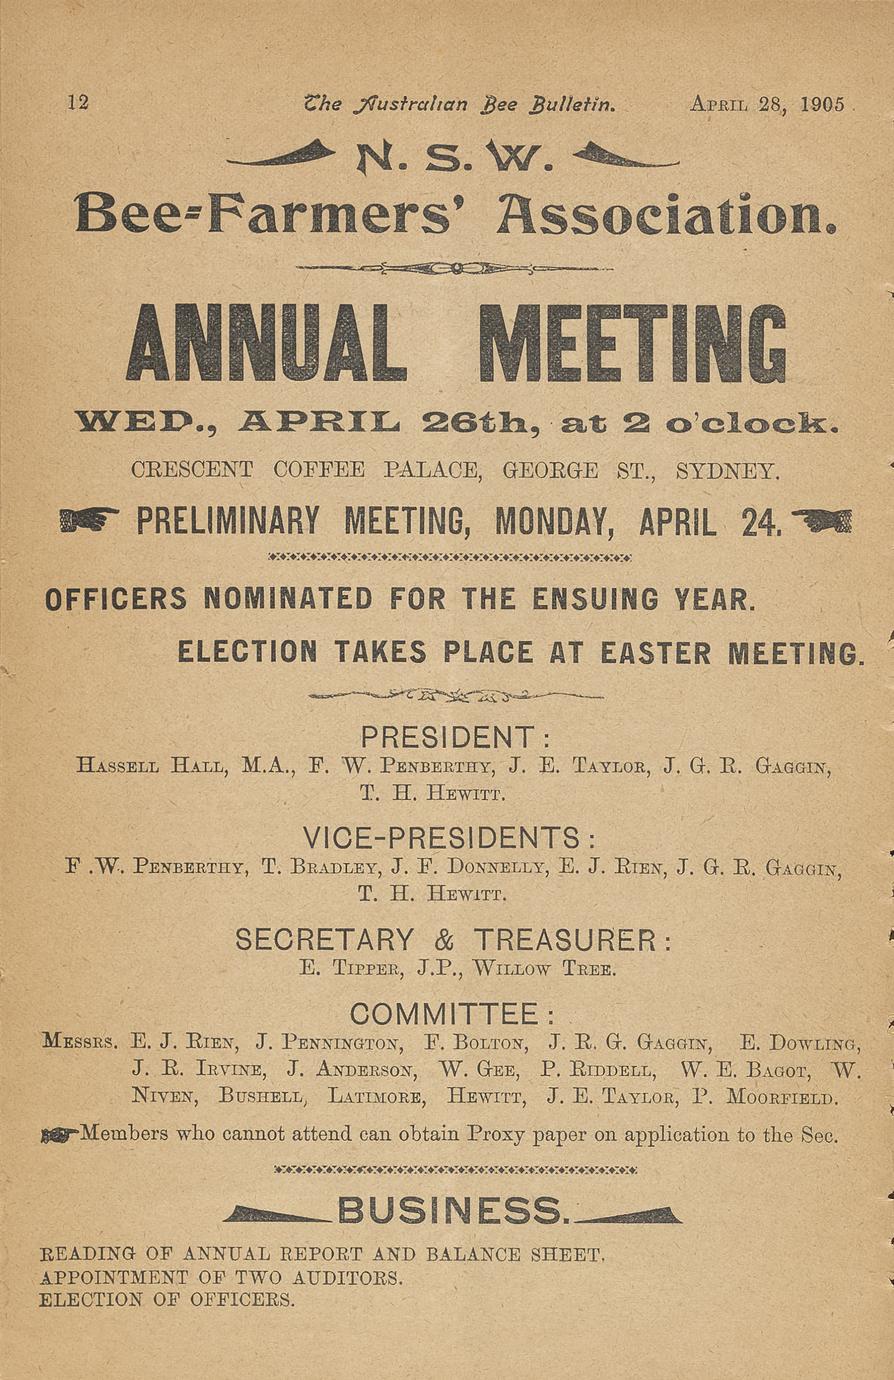 12 The Australian Bee Bulletin. APRIL 28, 1905.
N. S. W.
Bee-Farmers' Association.
ANNUAL MEETING
WED., APRIL 26th, at 2 o'clock.
CRESCENT COFFEE PALACE, GEORGE ST., SYDNEY.
PRELIMINARY MEETING, MONDAY, APRIL 24.
OFFICERS NOMINATED FOR THE ENSUING YEAR.
ELECTION TAKES PLACE AT EASTER MEETING.
PRESIDENT:
HASSELL HALL, M.A., F. W. PENBERTHY, J. E. TAYLOR, J. G. R. GAGGIN,
T. H. HEWITT.
VICE-PRESIDENTS:
F .W. PENBERTHY, T. BRADLEY, J. F. DONNELLY, E. J. RIEN, J. G. R. GAGGIN,
T. H. HEWITT.
SECRETARY & TREASURER:
E. TIPPER, J.P., WILLOW TREE.
COMMITTEE:
MESSRS. E. J. RIEN, J. PENNINGTON, F. BOLTON, J. R. G. GAGGIN, E. DOWLING,
J. R. IRVINE, J. ANDERSON, W. GEE, P. RIDDELL, W. E. BAGOT, W.
NIVEN, BUSHELL, LATIMORE, HEWITT, J. E. TAYLOR, P. MOORFIELD.
Members who cannot attend can obtain Proxy paper on application to the Sec.
BUSINESS.
READING OF ANNUAL REPORT AND BALANCE SHEET.
APPOINTMENT OF TWO AUDITORS.
ELECTION OF OFFICERS.